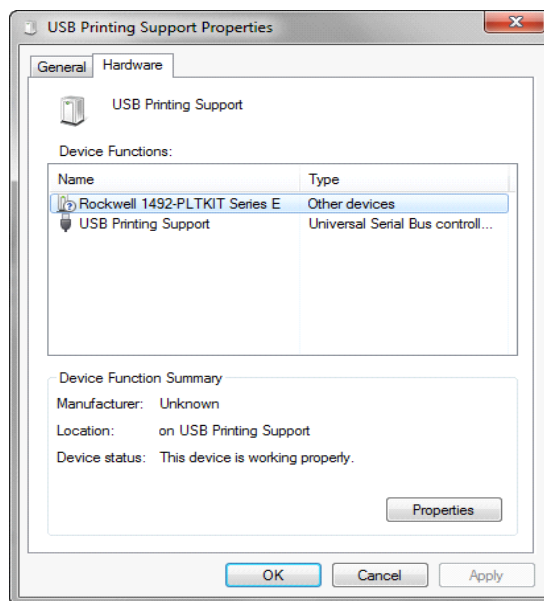 USB Printing Support Properties
General Hardware
USB Printing Support
Device Functions:
Name Type
Rockwell 1492-PLTKIT Series E Other devices
USB Printing Support Universal Serial Bus controll...
Device Function Summary
Manufacturer: Unknown
Location: on USB Printing Support
Device status: This device is working properly.
Properties
OK Cancel Apply